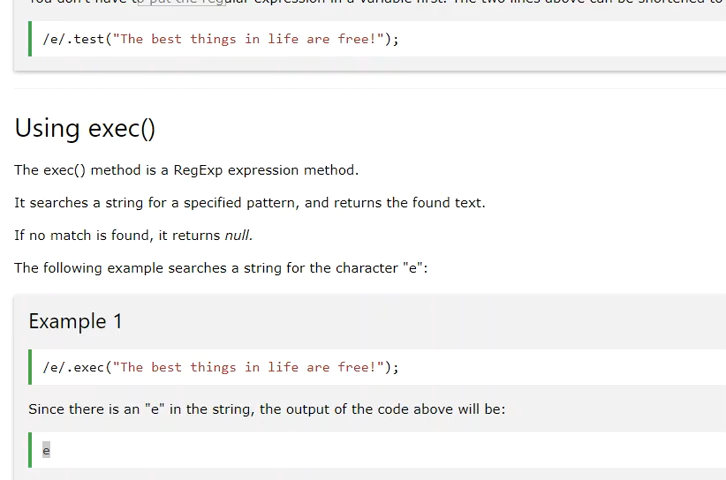 /e/.test("The best things in life are free!");
Using exec()
The exec() method is a RegExp expression method.
It searches a string for a specified pattern, and returns the found text.
If no match is found, it returns null.
The following example searches a string for the character "e":
Example 1
/e/.exec("The best things in life are free!");
Since there is an "e" in the string, the output of the code above will be:
e